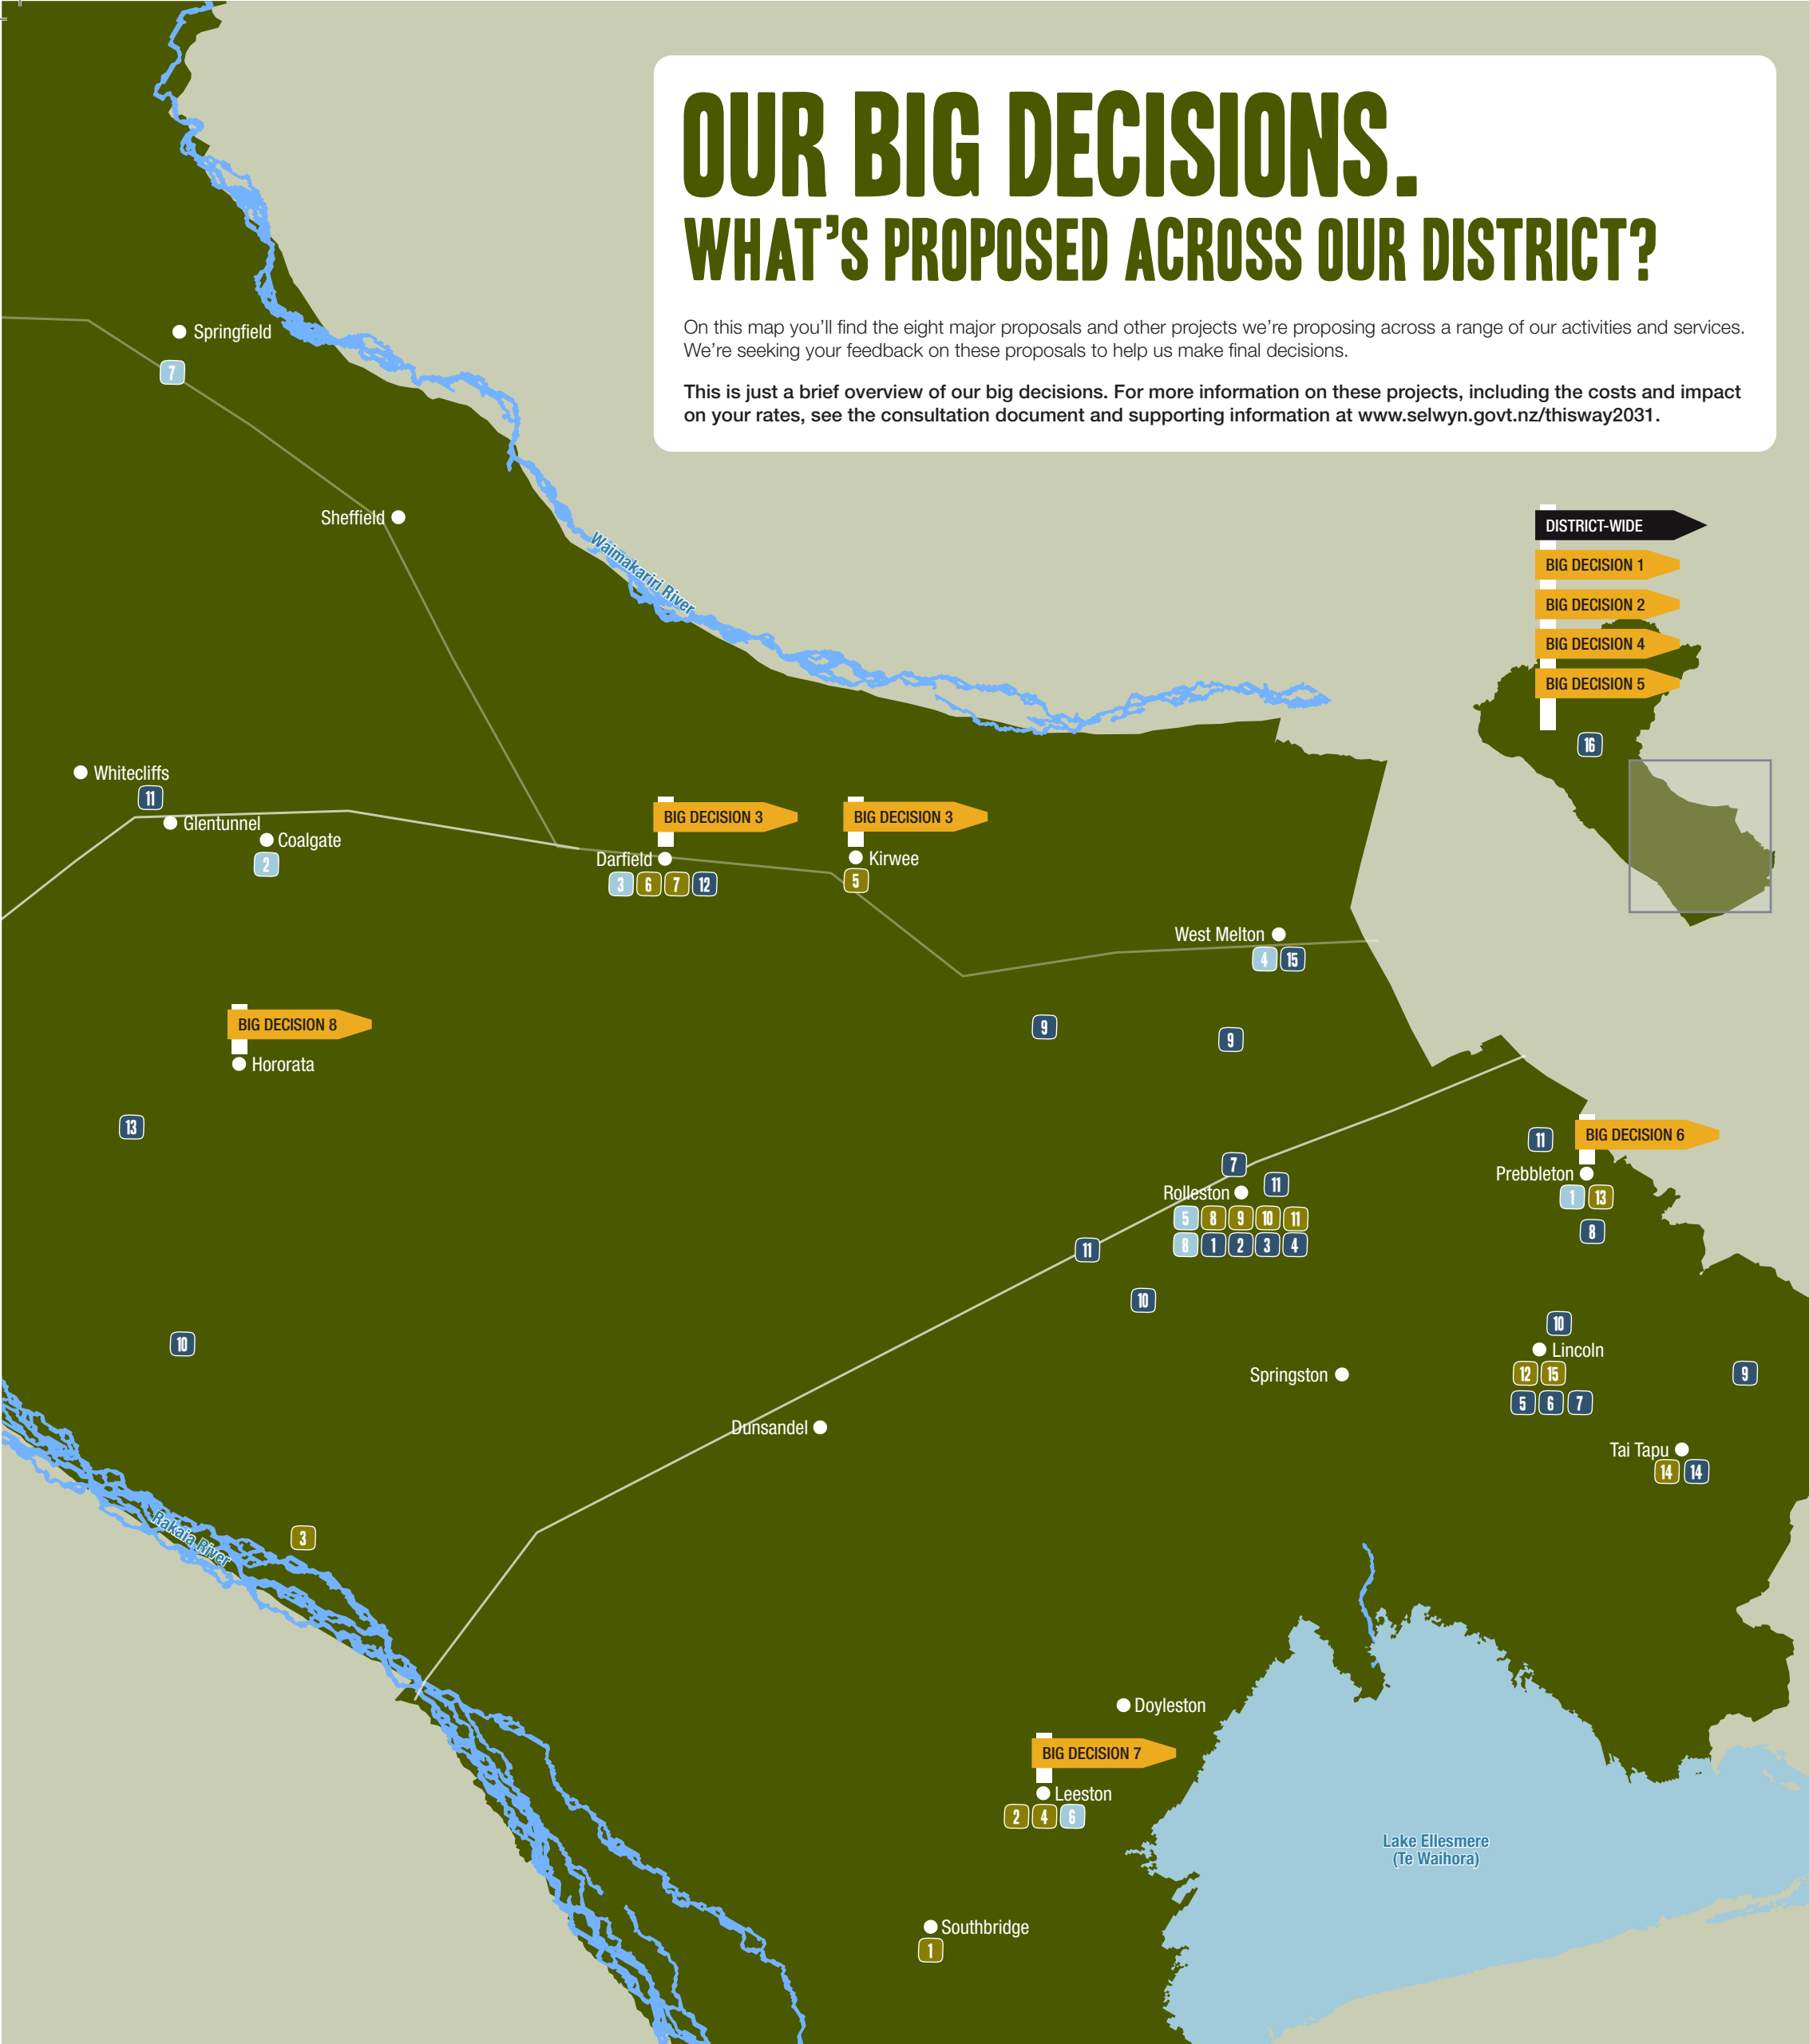 OUR BIG DECISIONS.
WHAT'S PROPOSED ACROSS OUR DISTRICT?
On this map you'll find the eight major proposals and other projects we're proposing across a range of our activities and services.
We're seeking your feedback on these proposals to help us make final decisions.
This is just a brief overview of our big decisions. For more information on these projects, including the costs and impact
on your rates, see the consultation document and supporting information at www.selwyn.govt.nz/thisway2031.
Springfield
7
Sheffield
Waimakariri River
DISTRICT-WIDE
BIG DECISION 1
BIG DECISION 2
BIG DECISION 4
BIG DECISION 5
16
Whitecliffs
11
Glentunnel
Coalgate
2
BIG DECISION 3
Darfield
3 6 7 12
BIG DECISION 3
Kirwee
5
West Melton
4 15
BIG DECISION 8
Hororata
9
9
13
7
11
Rolleston
5 8 9 10 11
8 1 2 3 4
11
BIG DECISION 6
Prebbleton
1 13
8
11
10
10
10
Lincoln
12 15
5 6 7
9
Springston
Dunsandel
Tai Tapu
14 14
Rakaia River
3
Doyleston
BIG DECISION 7
Leeston
2 4 6
Lake Ellesmere
(Te Waihora)
Southbridge
1